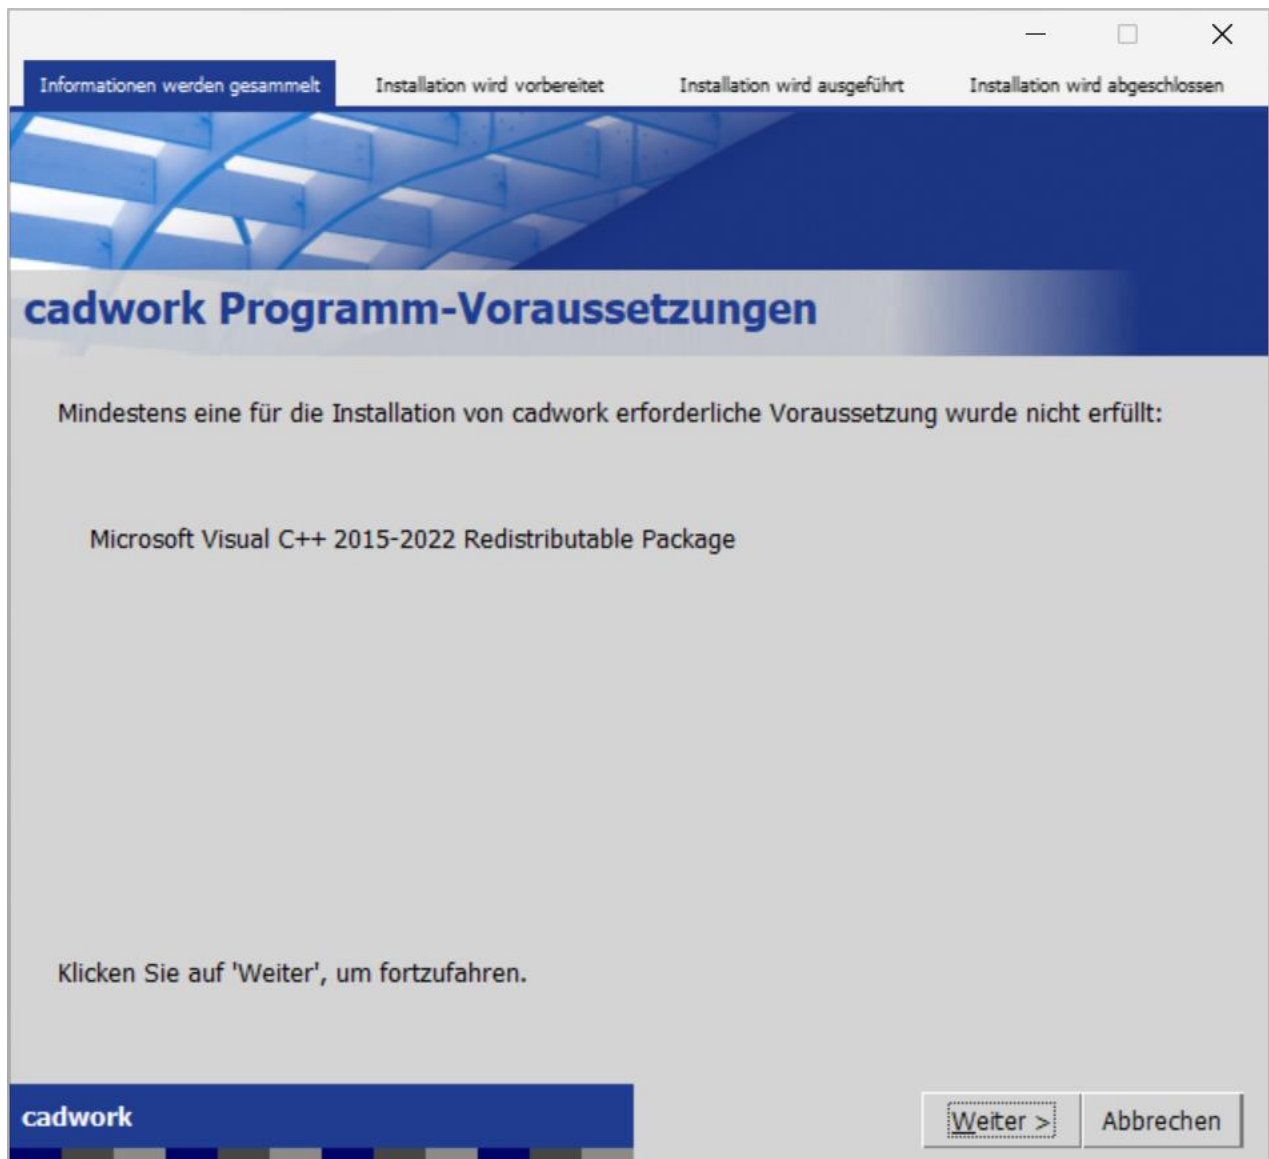 Informationen werden gesammelt Installation wird vorbereitet Installation wird ausgeführt Installation wird abgeschlossen
cadwork Programm-Voraussetzungen
Mindestens eine für die Installation von cadwork erforderliche Voraussetzung wurde nicht erfüllt:
Microsoft Visual C++ 2015-2022 Redistributable Package
Klicken Sie auf 'Weiter', um fortzufahren.
cadwork
Weiter > Abbrechen